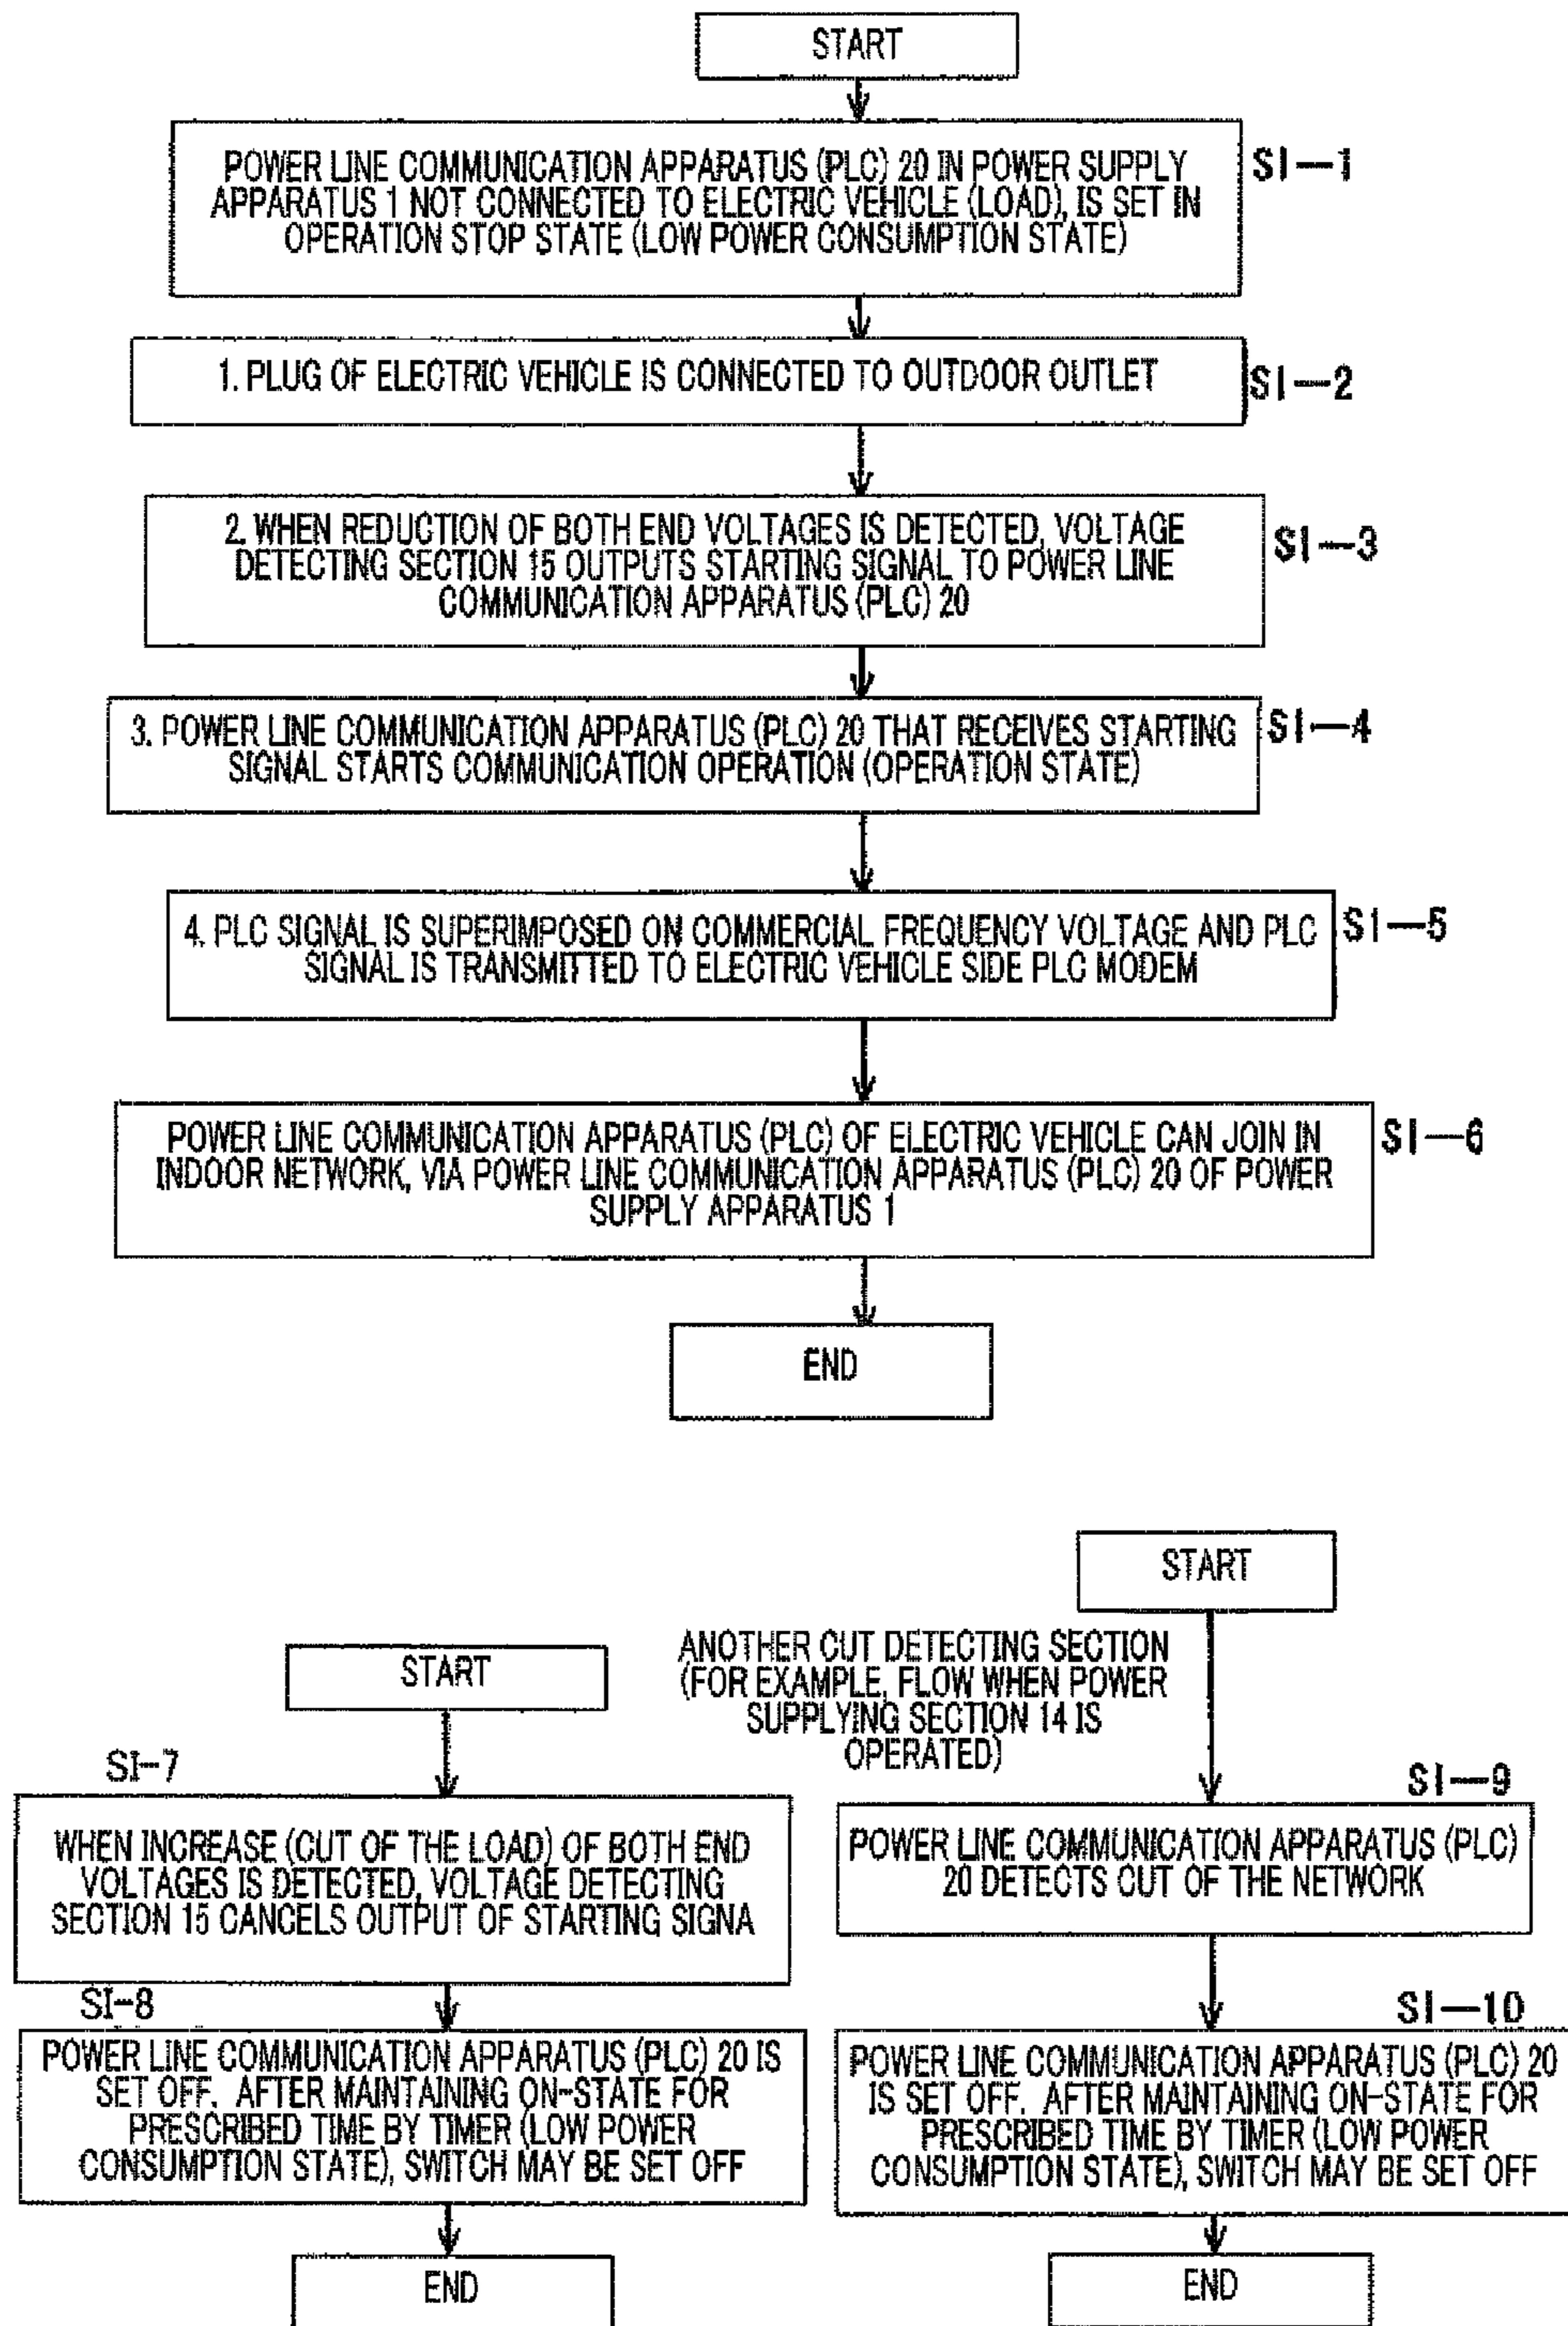 START
POWER LINE COMMUNICATION APPARATUS (PLC) 20 IN POWER SUPPLY
APPARATUS 1 NOT CONNECTED TO ELECTRIC VEHICLE (LOAD), IS SET IN
OPERATION STOP STATE (LOW POWER CONSUMPTION STATE)
SI—1
1. PLUG OF ELECTRIC VEHICLE IS CONNECTED TO OUTDOOR OUTLET
SI—2
2. WHEN REDUCTION OF BOTH END VOLTAGES IS DETECTED, VOLTAGE
DETECTING SECTION 15 OUTPUTS STARTING SIGNAL TO POWER LINE
COMMUNICATION APPARATUS (PLC) 20
SI—3
3. POWER LINE COMMUNICATION APPARATUS (PLC) 20 THAT RECEIVES STARTING
SIGNAL STARTS COMMUNICATION OPERATION (OPERATION STATE)
SI—4
4. PLC SIGNAL IS SUPERIMPOSED ON COMMERCIAL FREQUENCY VOLTAGE AND PLC
SIGNAL IS TRANSMITTED TO ELECTRIC VEHICLE SIDE PLC MODEM
SI—5
POWER LINE COMMUNICATION APPARATUS (PLC) OF ELECTRIC VEHICLE CAN JOIN IN
INDOOR NETWORK, VIA POWER LINE COMMUNICATION APPARATUS (PLC) 20 OF POWER
SUPPLY APPARATUS 1
SI—6
END
START
SI-7
WHEN INCREASE (CUT OF THE LOAD) OF BOTH END
VOLTAGES IS DETECTED, VOLTAGE DETECTING
SECTION 15 CANCELS OUTPUT OF STARTING SIGNA
SI-8
POWER LINE COMMUNICATION APPARATUS (PLC) 20 IS
SET OFF. AFTER MAINTAINING ON-STATE FOR
PRESCRIBED TIME BY TIMER (LOW POWER
CONSUMPTION STATE), SWITCH MAY BE SET OFF
END
START
ANOTHER CUT DETECTING SECTION
(FOR EXAMPLE, FLOW WHEN POWER
SUPPLYING SECTION 14 IS
OPERATED)
SI—9
POWER LINE COMMUNICATION APPARATUS (PLC)
20 DETECTS CUT OF THE NETWORK
SI—10
POWER LINE COMMUNICATION APPARATUS (PLC) 20
IS SET OFF. AFTER MAINTAINING ON-STATE FOR
PRESCRIBED TIME BY TIMER (LOW POWER
CONSUMPTION STATE), SWITCH MAY BE SET OFF
END